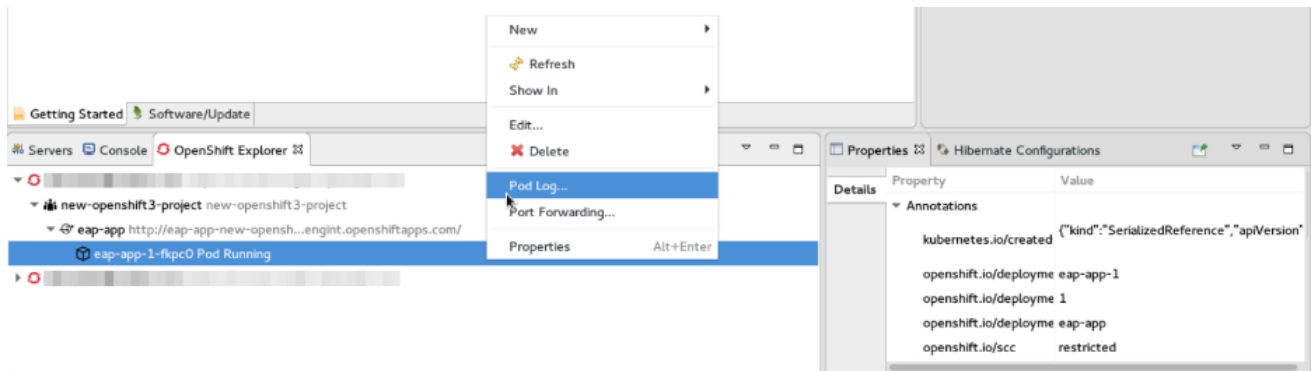 New
Refresh
Show In
Edit...
Delete
Pod Log...
Port Forwarding...
Properties Alt+Enter
Getting Started Software/Update
Servers Console OpenShift Explorer
new-openshift3-project new-openshift3-project
eap-app http://eap-app-new-opensh...engint.openshiftapps.com/
eap-app-1-fkpc0 Pod Running
Properties Hibernate Configurations
Details
Property Value
Annotations
kubernetes.io/created {"kind":"SerializedReference","apiVersion"
openshift.io/deployme eap-app-1
openshift.io/deployme 1
openshift.io/deployme eap-app
openshift.io/scc restricted